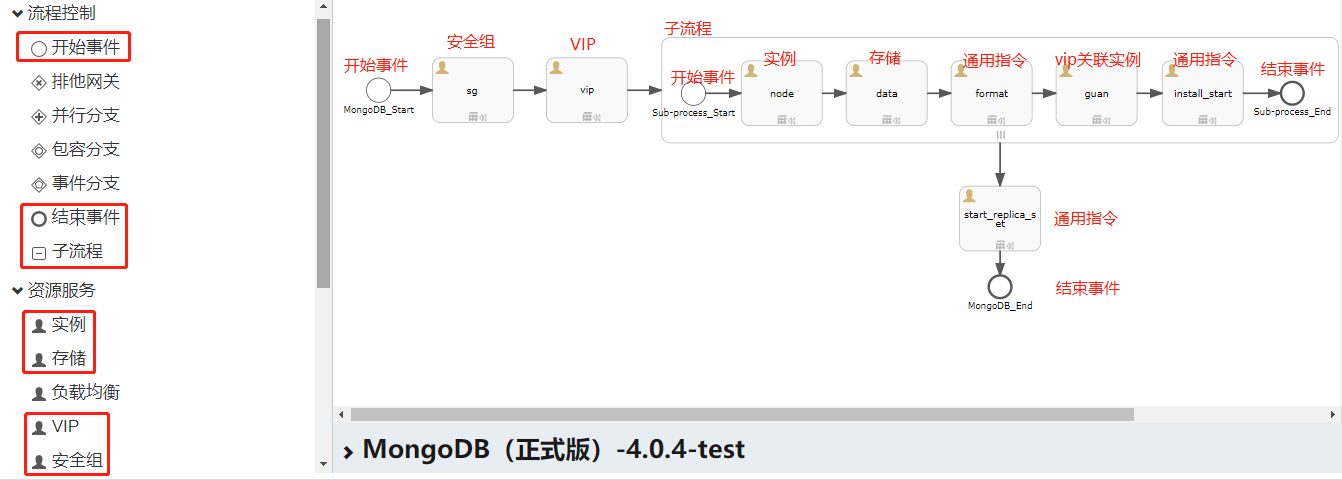 流程控制
开始事件
排他网关
并行分支
包容分支
事件分支
结束事件
子流程
资源服务
实例
存储
负载均衡
VIP
安全组
开始事件
MongoDB_Start
安全组
sg
VIP
vip
子流程
开始事件
Sub-process_Start
实例
node
存储
data
通用指令
format
vip关联实例
guan
通用指令
install_start
结束事件
Sub-process_End
start_replica_s
et
通用指令
MongoDB_End
结束事件
MongoDB（正式版）-4.0.4-test